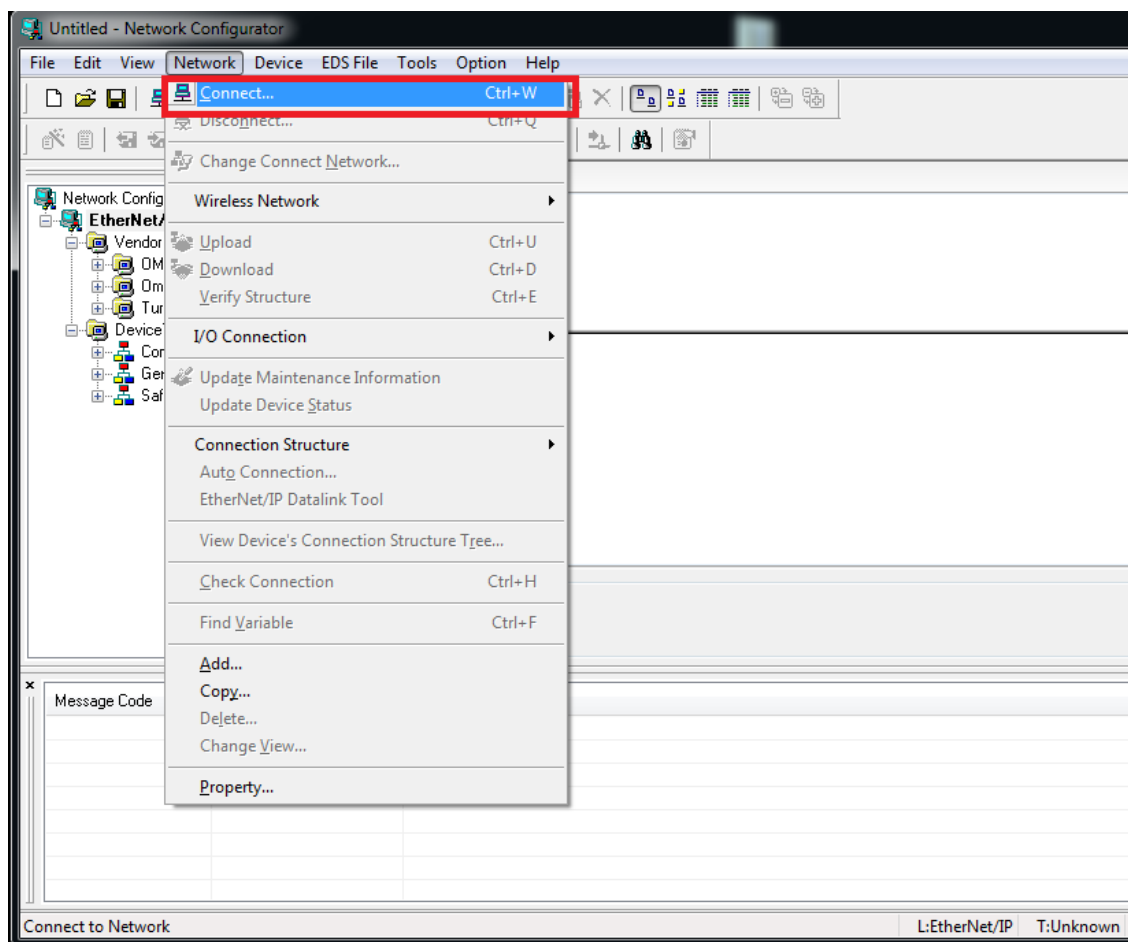 Untitled - Network Configurator
File Edit View Network Device EDS File Tools Option Help
Connect... Ctrl+W
Disconnect... Ctrl+Q
Change Connect Network...
Network Config
Wireless Network
EtherNet/
Vendor
Upload Ctrl+U
OM
Download Ctrl+D
Om
Verify Structure Ctrl+E
Tur
Device
I/O Connection
Cor
Ger
Update Maintenance Information
Saf
Update Device Status
Connection Structure
Auto Connection...
EtherNet/IP Datalink Tool
View Device's Connection Structure Tree...
Check Connection Ctrl+H
Find Variable Ctrl+F
Add...
Copy...
Delete...
Change View...
Property...
Message Code
Connect to Network L:EtherNet/IP T:Unknown